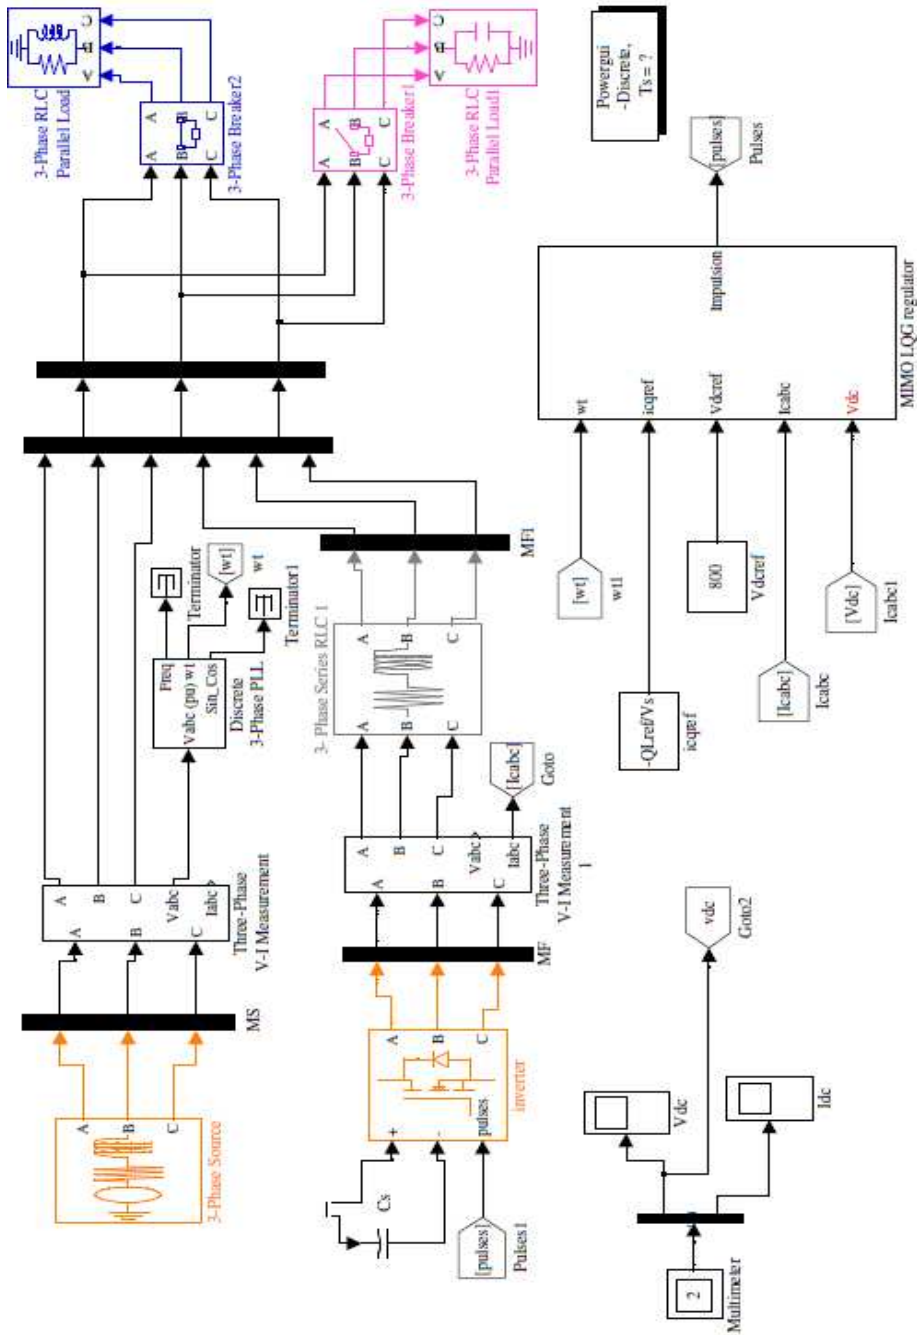 3-Phase Source
A
B
C
MS
A
B
C
A
B
C
Vabc
Iabc
Three-Phase
V-I Measurement
Vabc (pu)
Freq
wt
Sin_Cos
Discrete
3-Phase PLL
Terminator
[wt]
wt
Terminator1
3-Phase RLC
Parallel Load
A
B
C
A
B
C
A
B
C
3-Phase Breaker2
A
B
C
A
B
C
3-Phase Breaker1
A
B
C
3-Phase RLC
Parallel Load1
Cs
+
-
pulses
A
B
C
inverter
[pulses]
Pulses1
MF
A
B
C
A
B
C
Vabc
Iabc
Three-Phase
V-I Measurement
1
[Icabc]
Goto
3- Phase Series RLC 1
A
B
C
A
B
C
MF1
2
Multimeter
Vdc
Idc
vdc
Goto2
[wt]
wt1
-QLref/Vs
icqref
800
Vdcref
[Icabc]
Icabc
[Vdc]
Icabc1
wt
icqref
Vdcref
Icabc
Vdc
Impulsion
MIMO LQG regulator
[pulses]
Pulses
Powergui
-Discrete,
Ts = ?